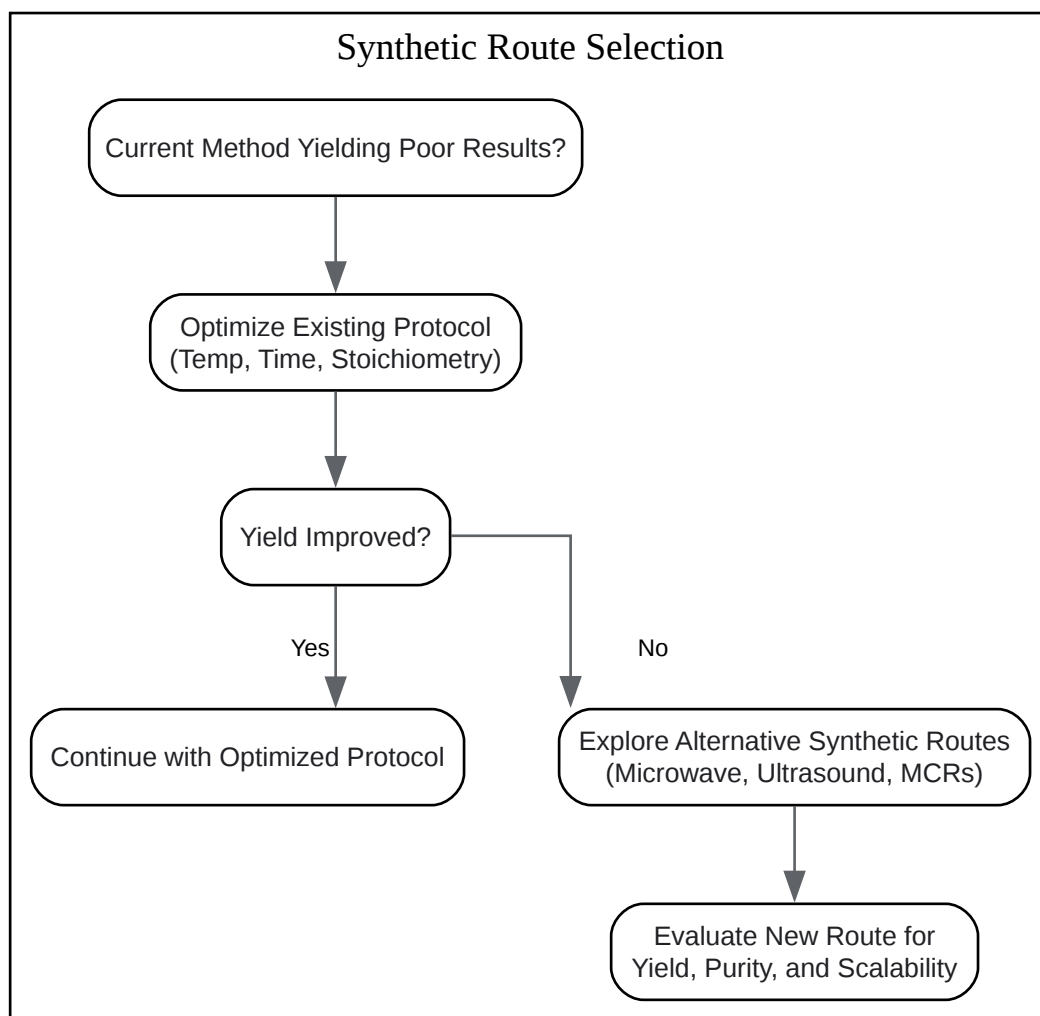 Synthetic Route Selection
Current Method Yielding Poor Results?
Optimize Existing Protocol
(Temp, Time, Stoichiometry)
Yield Improved?
Yes
No
Continue with Optimized Protocol
Explore Alternative Synthetic Routes
(Microwave, Ultrasound, MCRs)
Evaluate New Route for
Yield, Purity, and Scalability